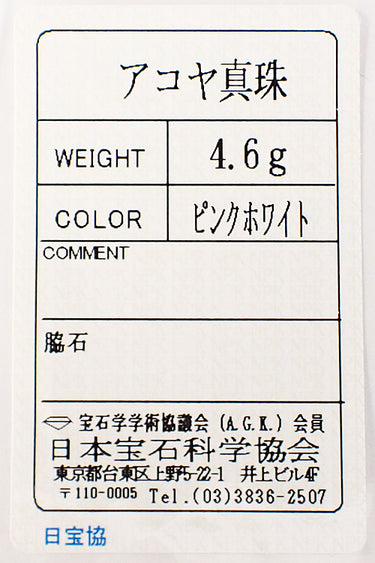 アコヤ真珠
WEIGHT 4.6g
COLOR ピンクホワイト
COMMENT
脇石
宝石学学術協議会 (A.G.K.) 会員
日本宝石科学協会
東京都台東区上野5-22-1 井上ビル4F
〒110-0005 Tel.(03)3836-2507
日宝協